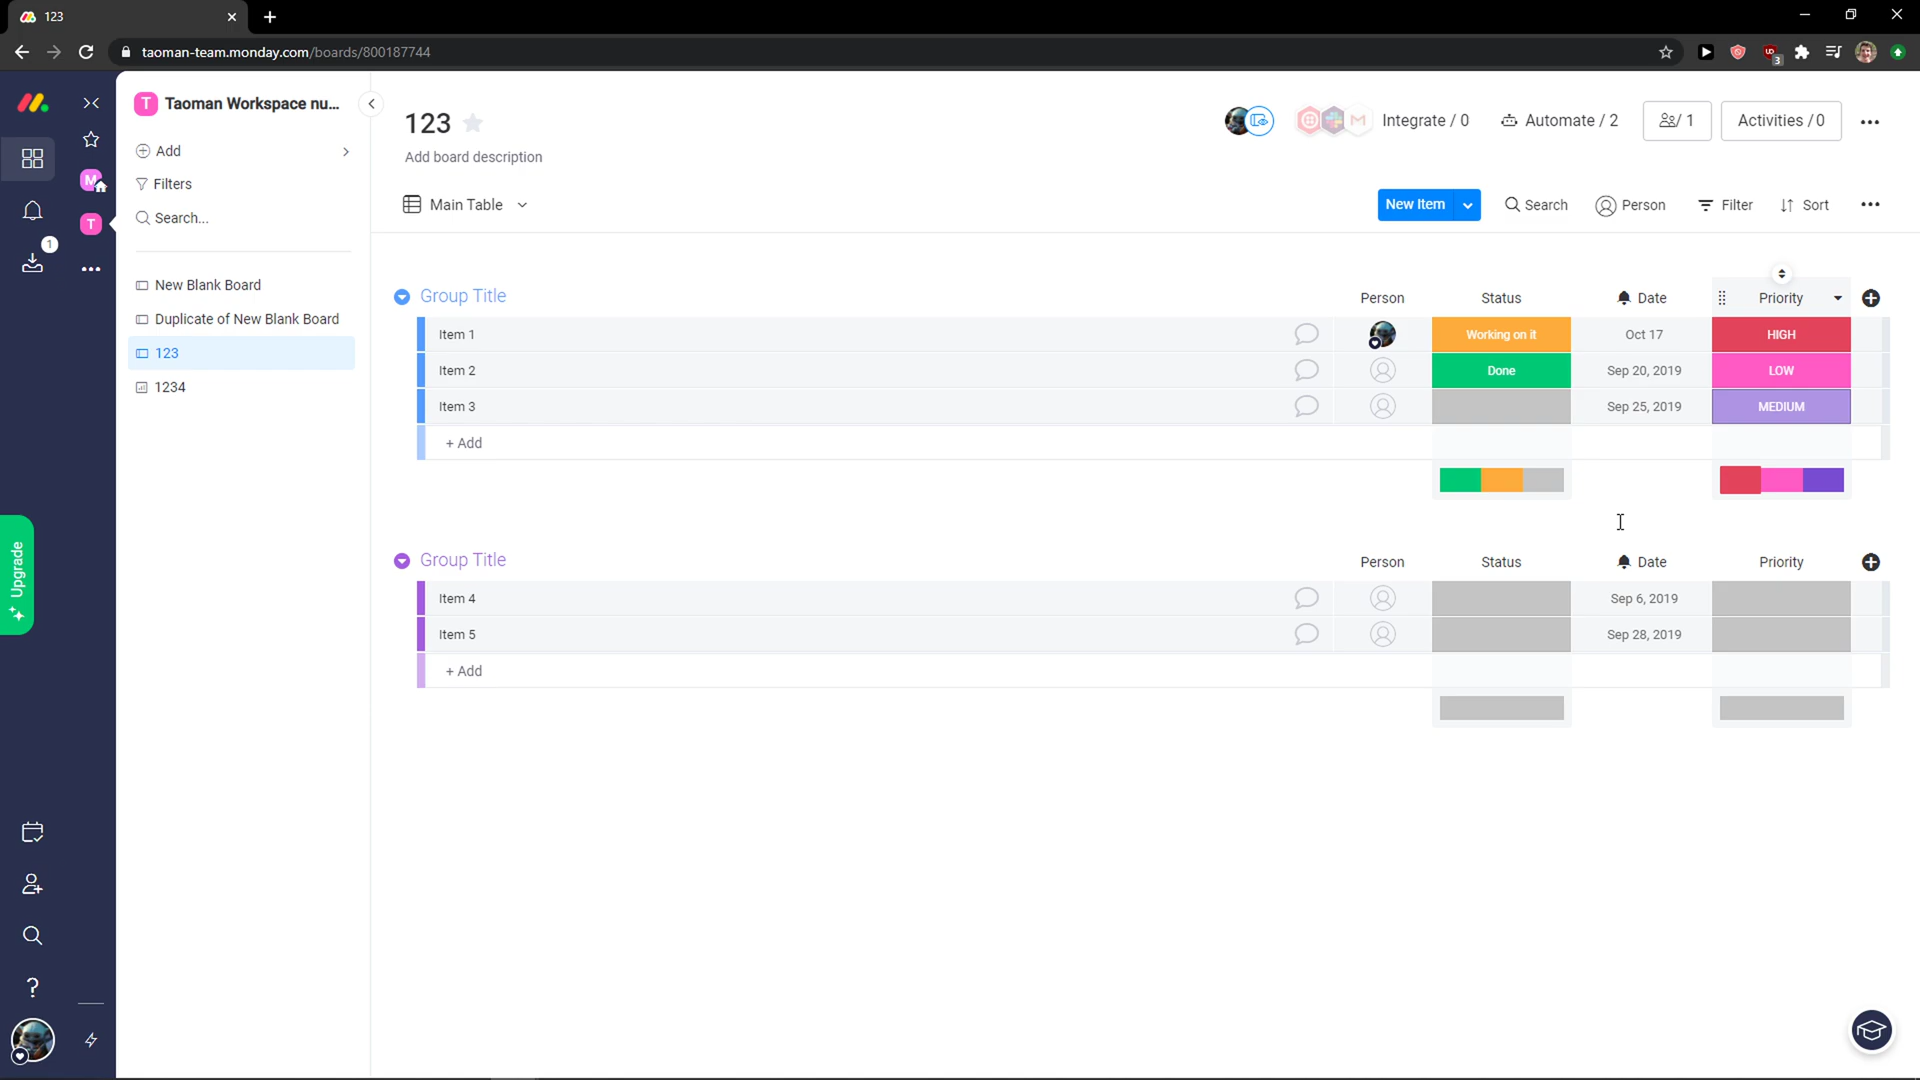 123
taoman-team.monday.com/boards/800187744
3
T Taoman Workspace nu...
Add
Filters
Search...
New Blank Board
Duplicate of New Blank Board
123
1234
M
T
1
Upgrade
123
Add board description
M Integrate / 0
Automate / 2
/ 1
Activities / 0
Main Table
New Item
Search
Person
Filter
Sort
Group Title Person Status Date Priority
Item 1 Working on it Oct 17 HIGH
Item 2 Done Sep 20, 2019 LOW
Item 3 Sep 25, 2019 MEDIUM
+ Add
Group Title Person Status Date Priority
Item 4 Sep 6, 2019
Item 5 Sep 28, 2019
+ Add